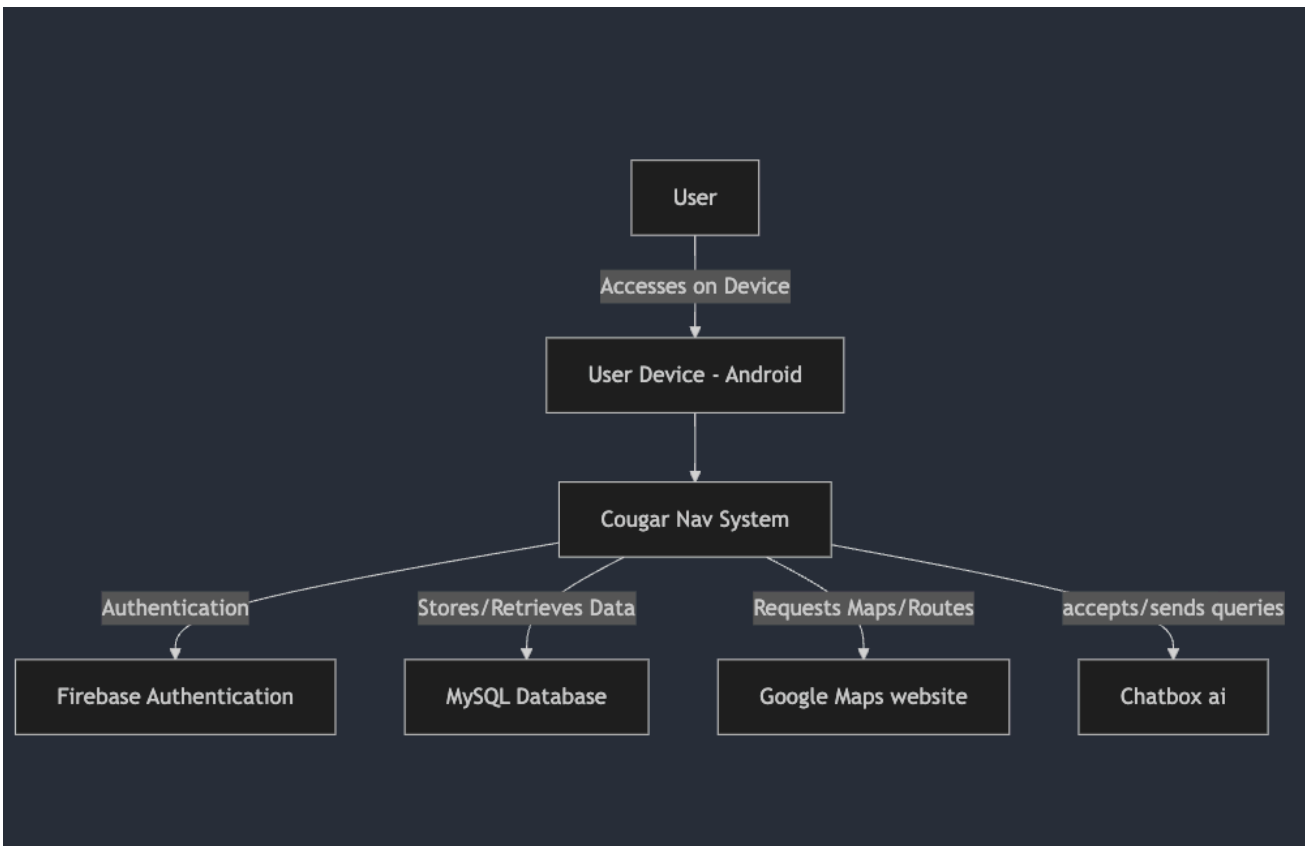 User
Accesses on Device
User Device - Android
Cougar Nav System
Authentication
Stores/Retrieves Data
Requests Maps/Routes
accepts/sends queries
Firebase Authentication
MySQL Database
Google Maps website
Chatbox ai